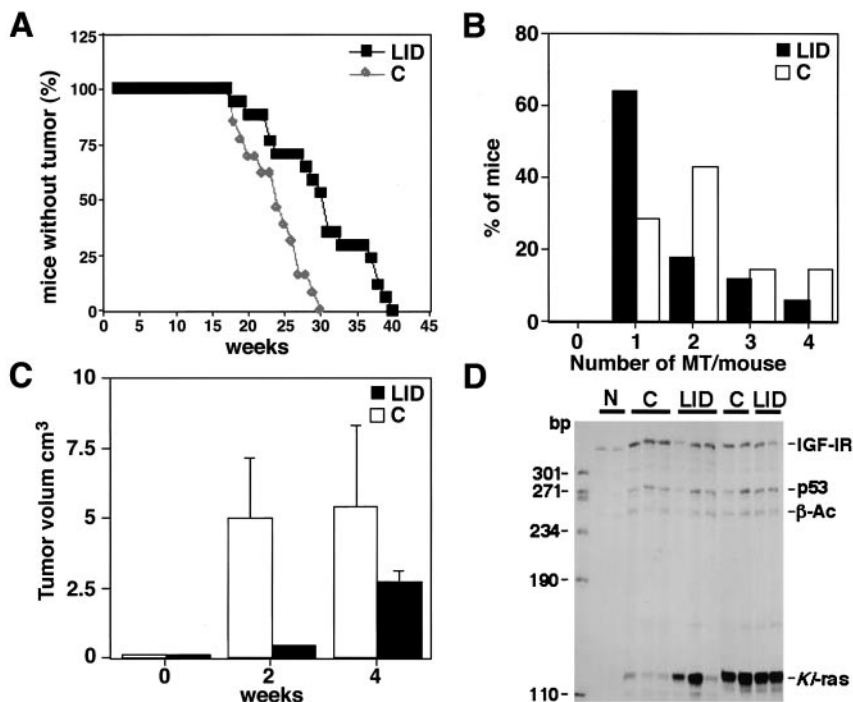 A
LID
C
mice without tumor (%)
125
100
75
50
25
0
0 5 10 15 20 25 30 35 40 45
weeks
B
LID
C
% of mice
80
60
40
20
0
0 1 2 3 4
Number of MT/mouse
C
LID
C
Tumor volum cm³
10
7.5
5
2.5
0
0 2 4
weeks
D
N C LID C LID
bp
301-
271-
234-
190-
110-
-IGF-IR
-p53
-β-Ac
-Ki-ras